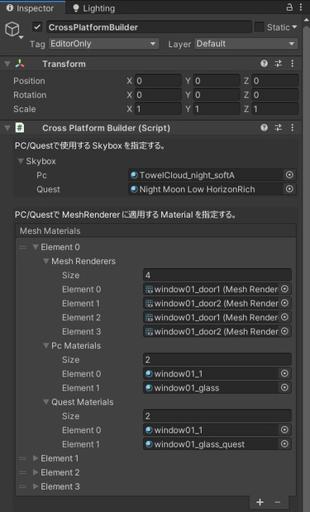 Inspector Lighting
CrossPlatformBuilder Static
Tag EditorOnly Layer Default
Transform
Position X 0 Y 0 Z 0
Rotation X 0 Y 0 Z 0
Scale X 1 Y 1 Z 1
Cross Platform Builder (Script)
PC/Questで使用する Skybox を指定する。
Skybox
Pc TowelCloud_night_softA
Quest Night Moon Low HorizonRich
PC/Questで MeshRenderer に適用する Material を指定する。
Mesh Materials
Element 0
Mesh Renderers
Size 4
Element 0 window01_door1 (Mesh Render
Element 1 window01_door2 (Mesh Render
Element 2 window01_door1 (Mesh Render
Element 3 window01_door2 (Mesh Render
Pc Materials
Size 2
Element 0 window01_1
Element 1 window01_glass
Quest Materials
Size 2
Element 0 window01_1
Element 1 window01_glass_quest
Element 1
Element 2
Element 3